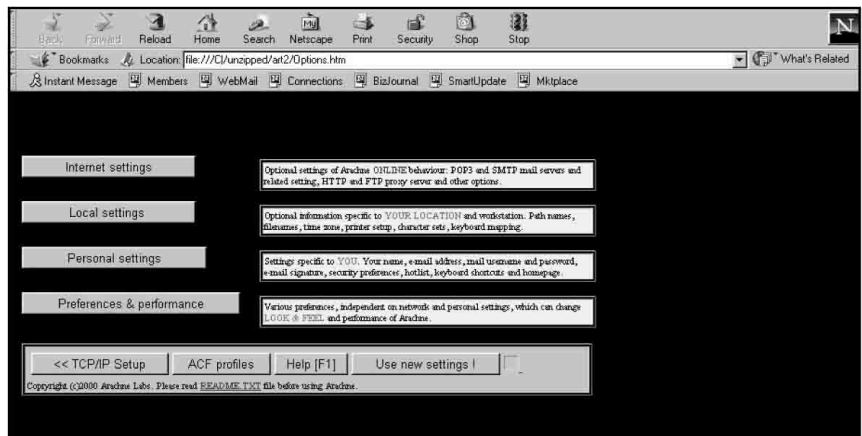 Back Forward Reload Home Search Netscape Print Security Shop Stop
My
N
Bookmarks Location: file:///C|/unzipped/art2/Options.htm What's Related
Instant Message Members WebMail Connections BizJournal SmartUpdate Mktplace
Internet settings
Optional settings of Arachne ONLINE behaviour: POP3 and SMTP mail servers and
related setting, HTTP and FTP proxy server and other options.
Local settings
Optional information specific to YOUR LOCATION and workstation. Path names,
filenames, time zone, printer setup, character sets, keyboard mapping.
Personal settings
Settings specific to YOU. Your name, e-mail address, mail username and password,
e-mail signature, security preferences, hotlist, keyboard shortcuts and homepage.
Preferences & performance
Various preferences, independent on network and personal settings, which can change
LOOK & FEEL and performance of Arachne.
<< TCP/IP Setup ACF profiles Help [F1] Use new settings !
Copyright (c)2000 Arachne Labs. Please read README.TXT file before using Arachne.